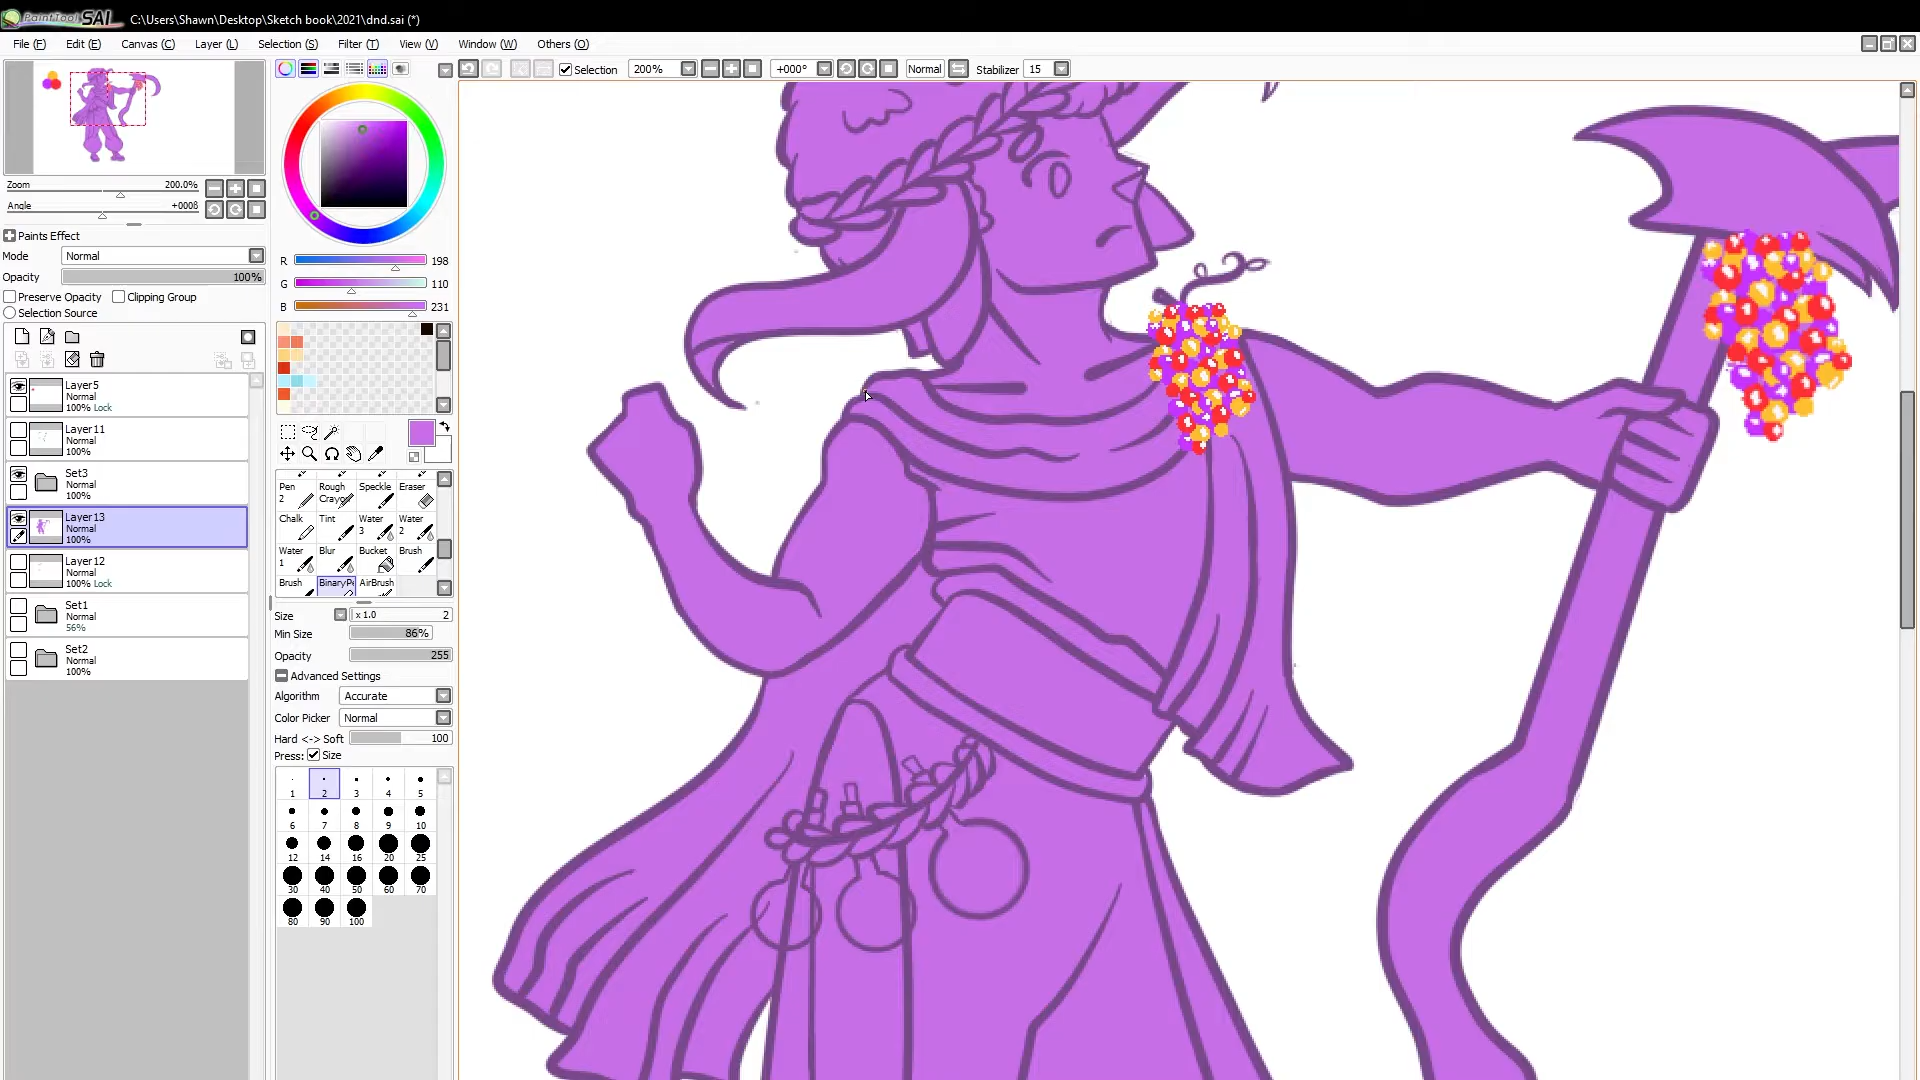 PaintTool SAI C:\Users\Shawn\Desktop\Sketch book\2021\dnd.sai (*)
File (F) Edit (E) Canvas (C) Layer (L) Selection (S) Filter (T) View (V) Window (W) Others (O)
Selection 200% +000° Normal Stabilizer 15
Zoom 200.0%
Angle +000ß
Paints Effect
Mode Normal
Opacity 100%
Preserve Opacity Clipping Group
Selection Source
Layer5
Normal
100% Lock
Layer11
Normal
100%
Set3
Normal
100%
Layer13
Normal
100%
Layer12
Normal
100% Lock
Set1
Normal
56%
Set2
Normal
100%
R 198
G 110
B 231
Pen 2 Rough Crayon Speckle Eraser
Chalk Tint Water 3 Water 2
Water 1 Blur Bucket Brush
Brush BinaryPe AirBrush
Size x 1.0 2
Min Size 86%
Opacity 255
Advanced Settings
Algorithm Accurate
Color Picker Normal
Hard <-> Soft 100
Press: Size
1 2 3 4 5
6 7 8 9 10
12 14 16 20 25
30 40 50 60 70
80 90 100